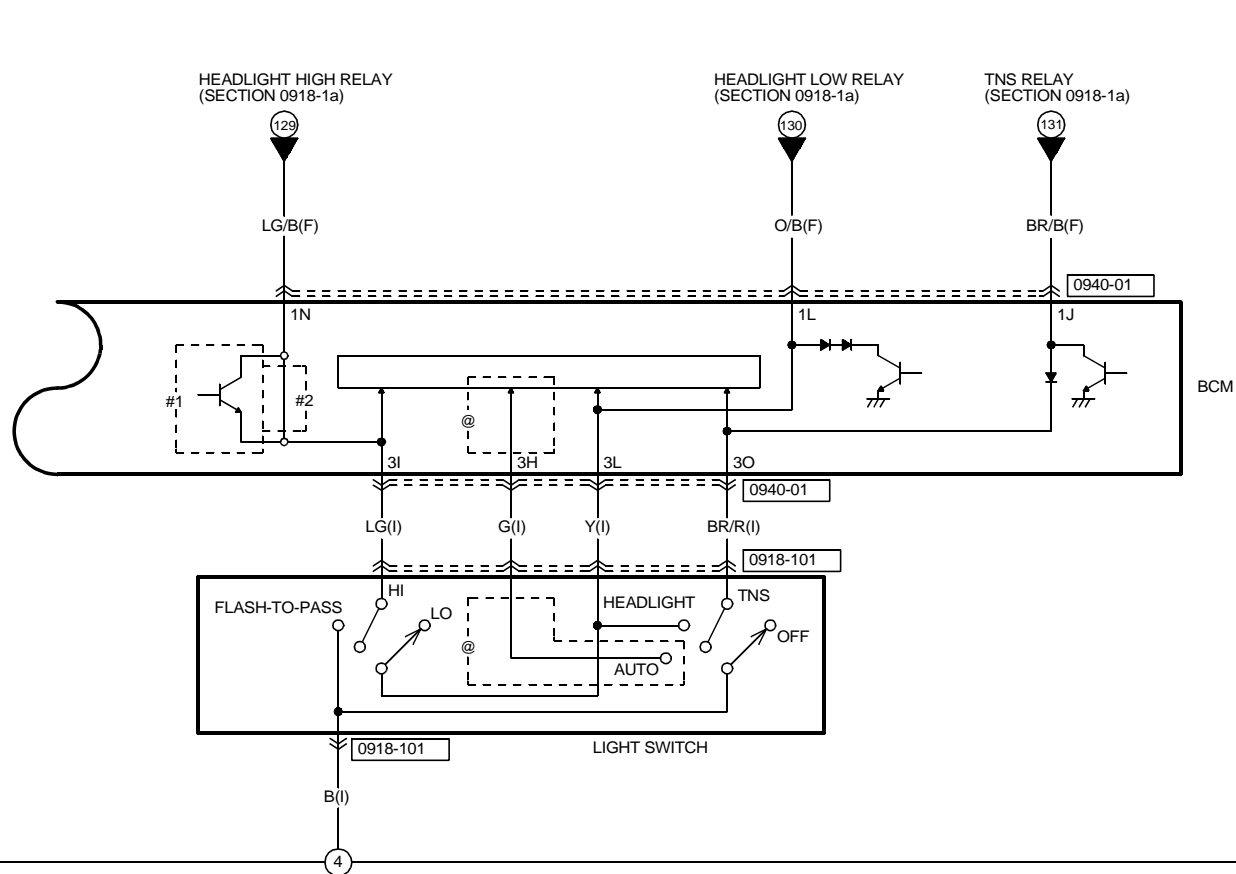 HEADLIGHT HIGH RELAY
(SECTION 0918-1a)
HEADLIGHT LOW RELAY
(SECTION 0918-1a)
TNS RELAY
(SECTION 0918-1a)
129
130
131
LG/B(F)
O/B(F)
BR/B(F)
0940-01
1N
1L
1J
#1
#2
@
BCM
3I
3H
3L
3O
0940-01
LG(I)
G(I)
Y(I)
BR/R(I)
0918-101
HI
FLASH-TO-PASS
LO
HEADLIGHT
TNS
OFF
@
AUTO
0918-101
LIGHT SWITCH
B(I)
4